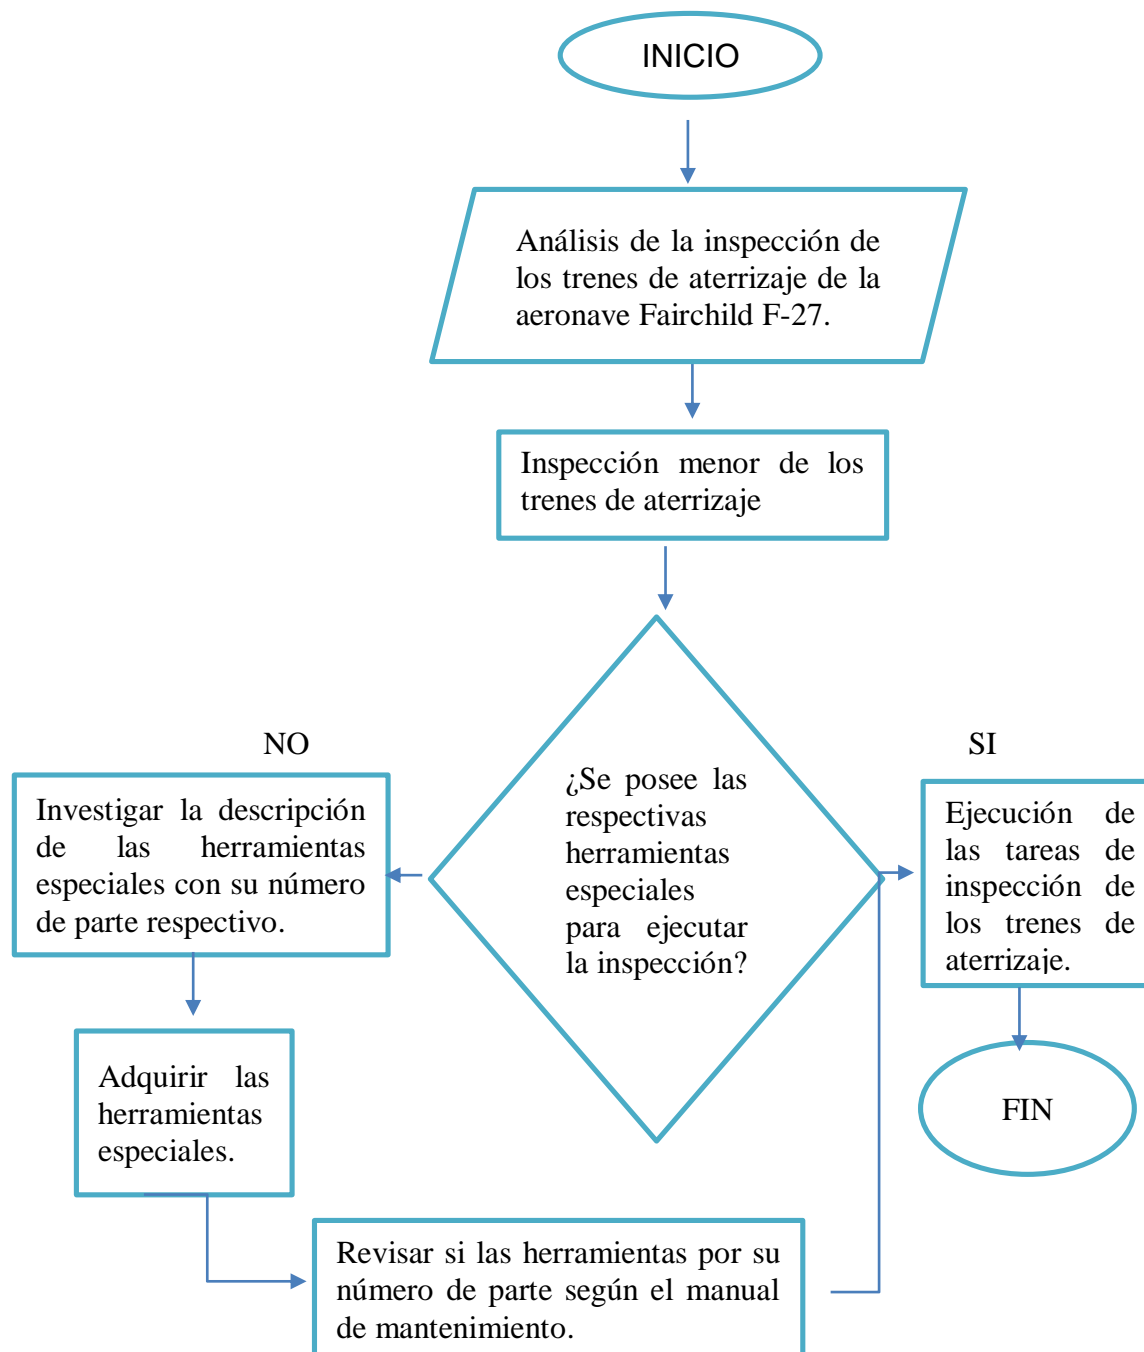 INICIO
Análisis de la inspección de
los trenes de aterrizaje de la
aeronave Fairchild F-27.
Inspección menor de los
trenes de aterrizaje
¿Se posee las
respectivas
herramientas
especiales
para ejecutar
la inspección?
NO
Investigar la descripción
de las herramientas
especiales con su número
de parte respectivo.
Adquirir las
herramientas
especiales.
Revisar si las herramientas por su
número de parte según el manual
de mantenimiento.
SI
Ejecución de
las tareas de
inspección de
los trenes de
aterrizaje.
FIN